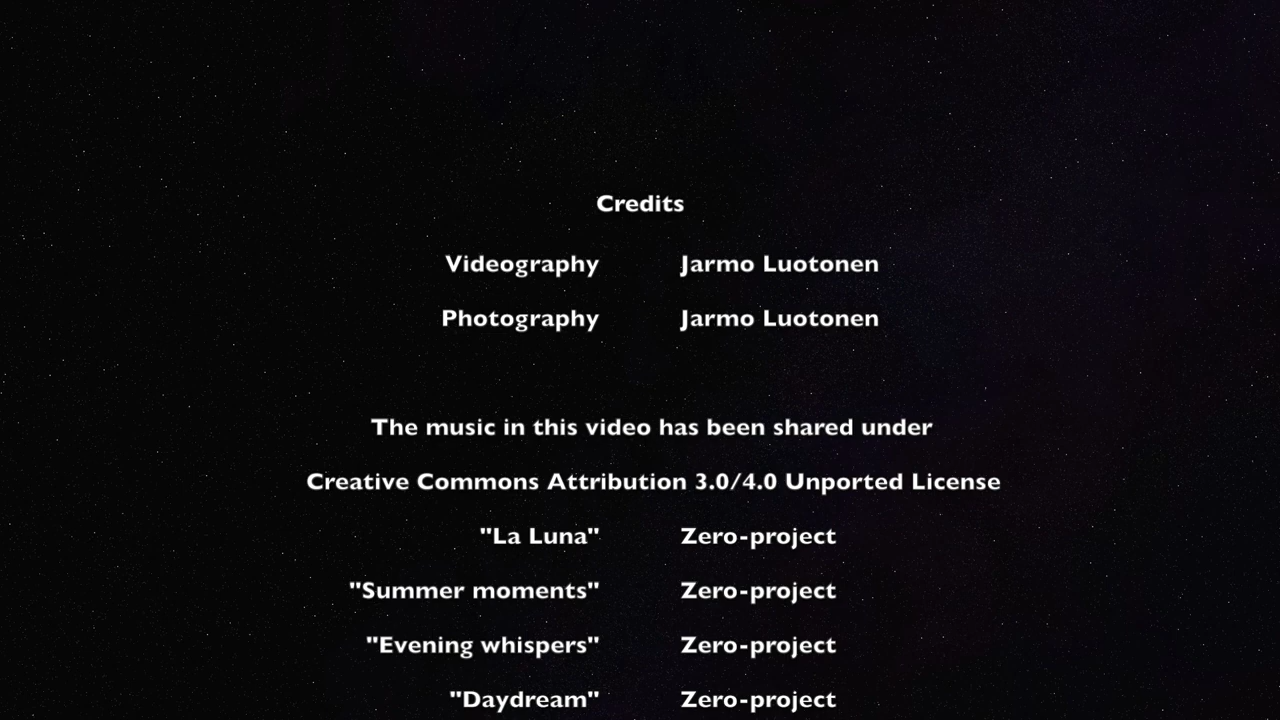 Credits
Videography Jarmo Luotonen
Photography Jarmo Luotonen
The music in this video has been shared under
Creative Commons Attribution 3.0/4.0 Unported License
"La Luna" Zero-project
"Summer moments" Zero-project
"Evening whispers" Zero-project
"Daydream" Zero-project